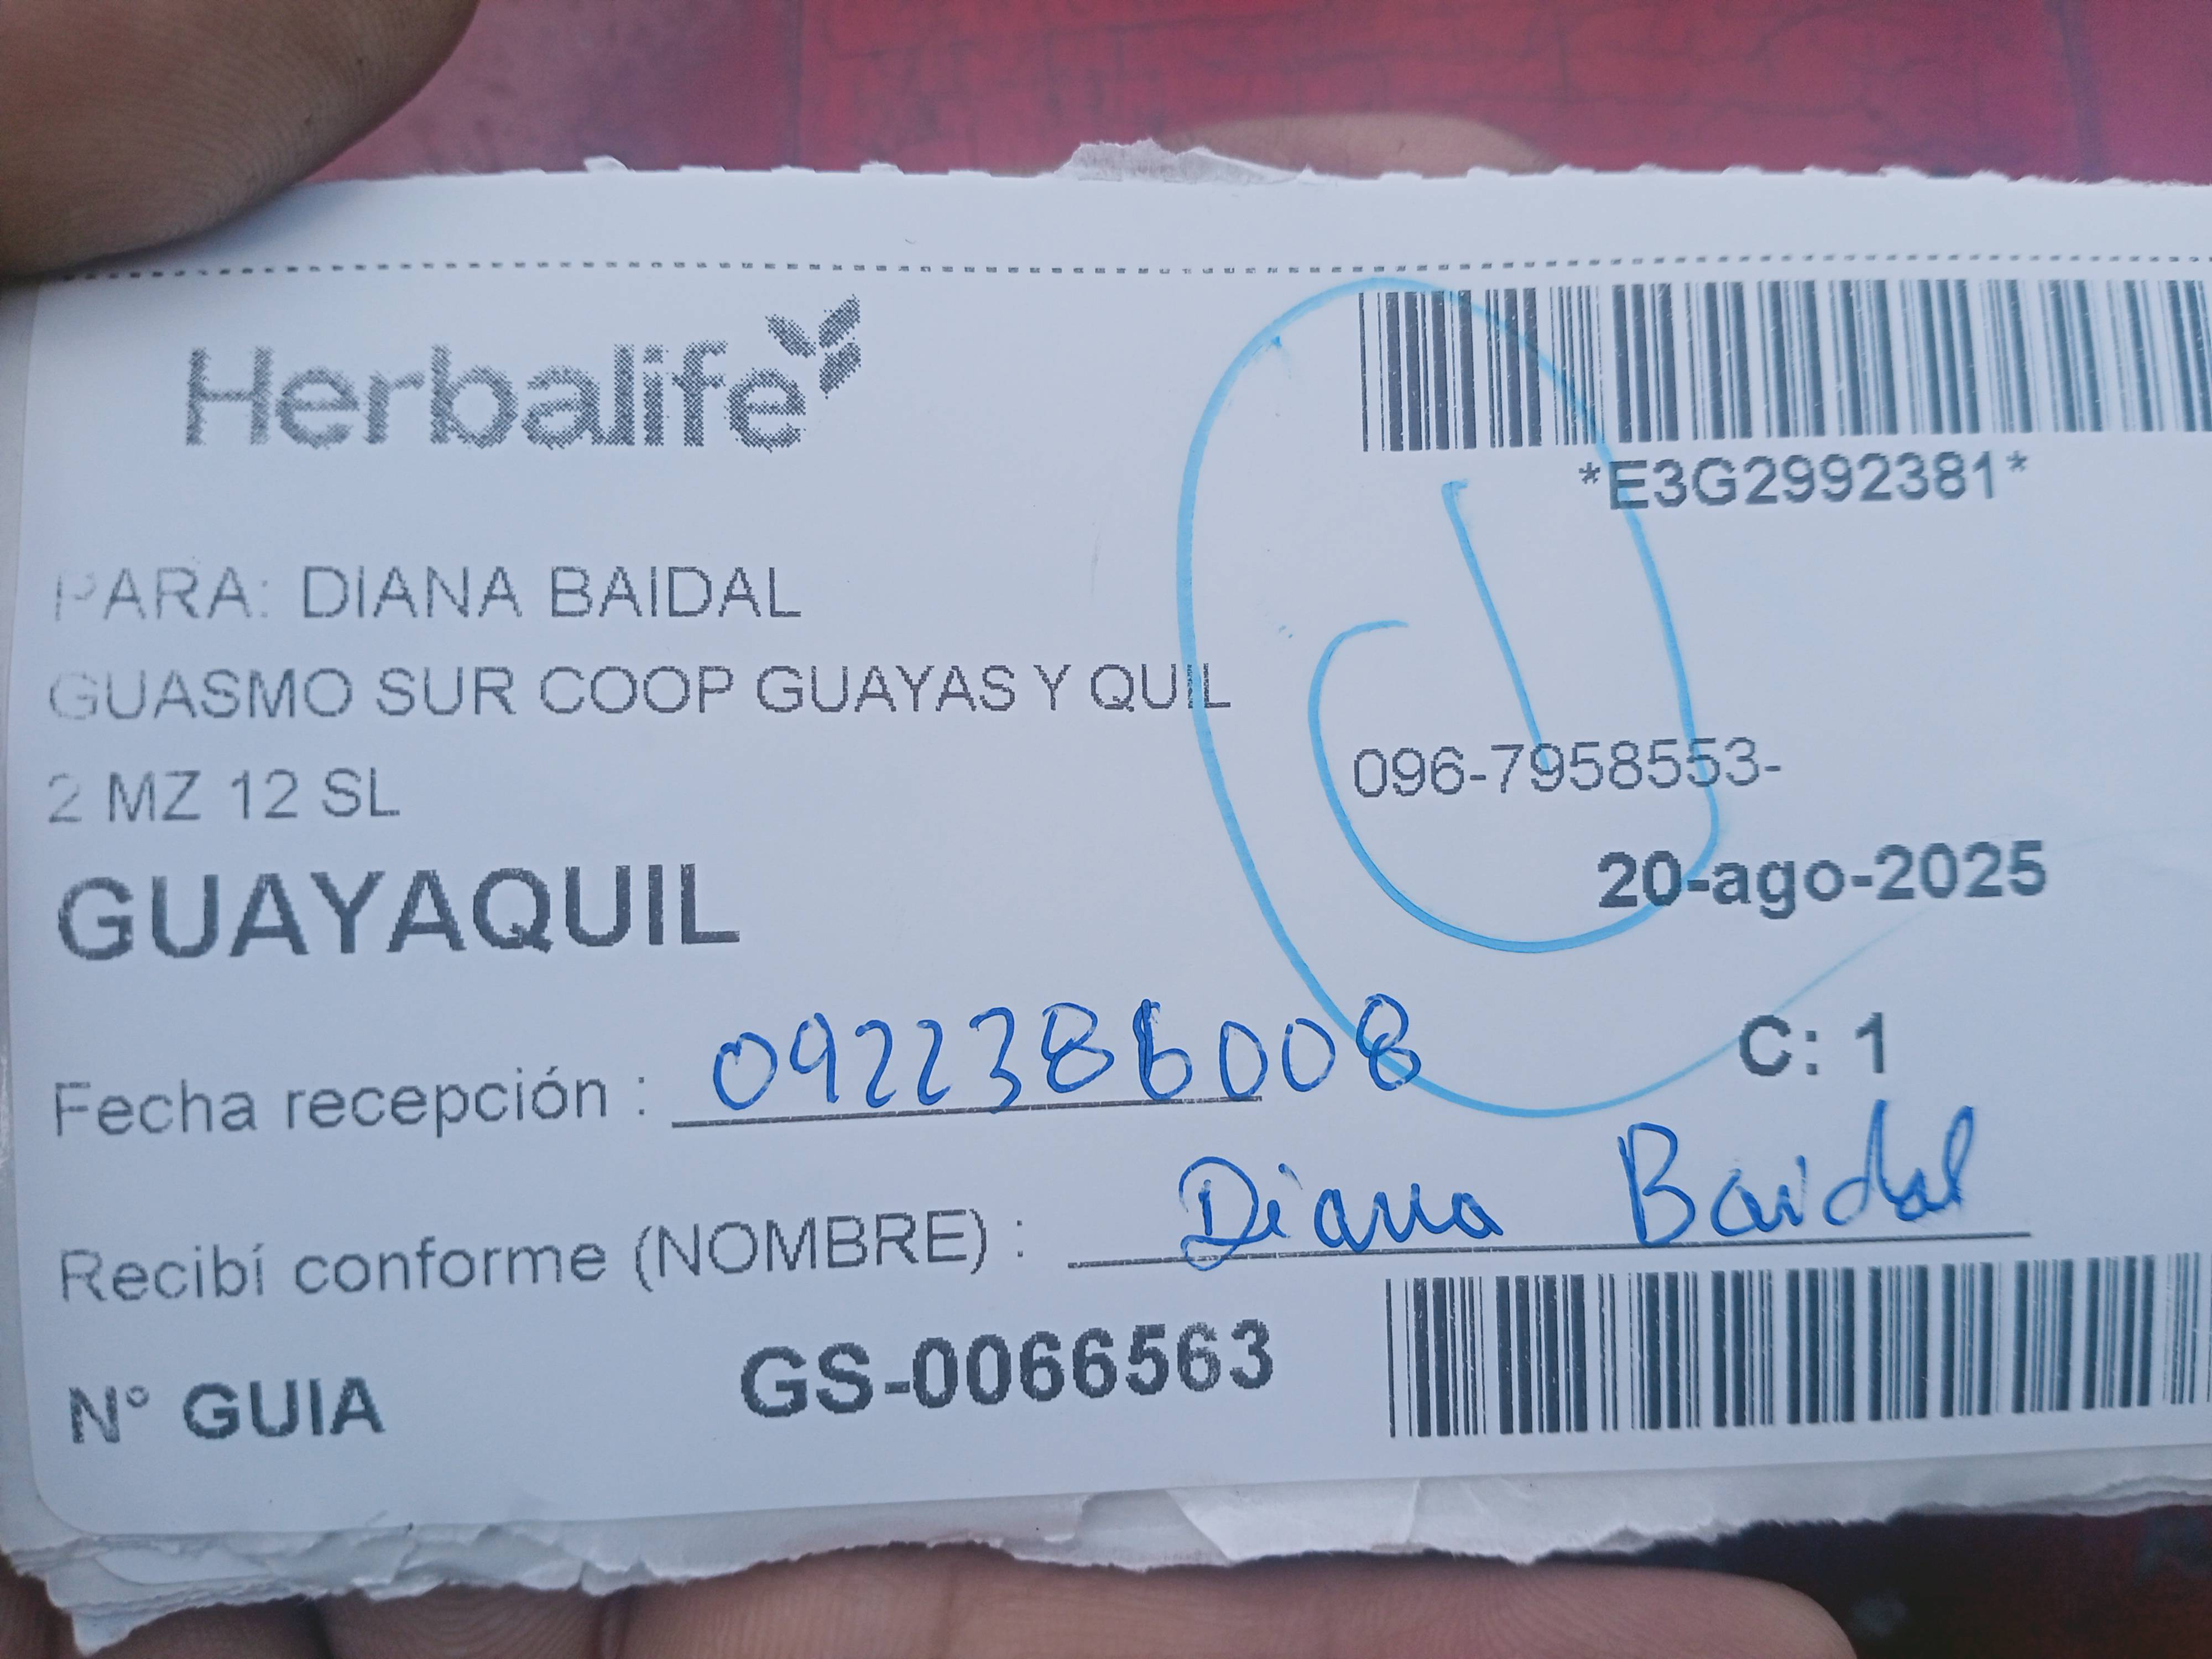 Herbalife
*E3G2992381*
PARA: DIANA BAIDAL
GUASMO SUR COOP GUAYAS Y QUIL
2 MZ 12 SL
096-7958553-
GUAYAQUIL
20-ago-2025
C: 1
Fecha recepción : 0922386008
Recibí conforme (NOMBRE) : Diana Baidal
N° GUIA GS-0066563